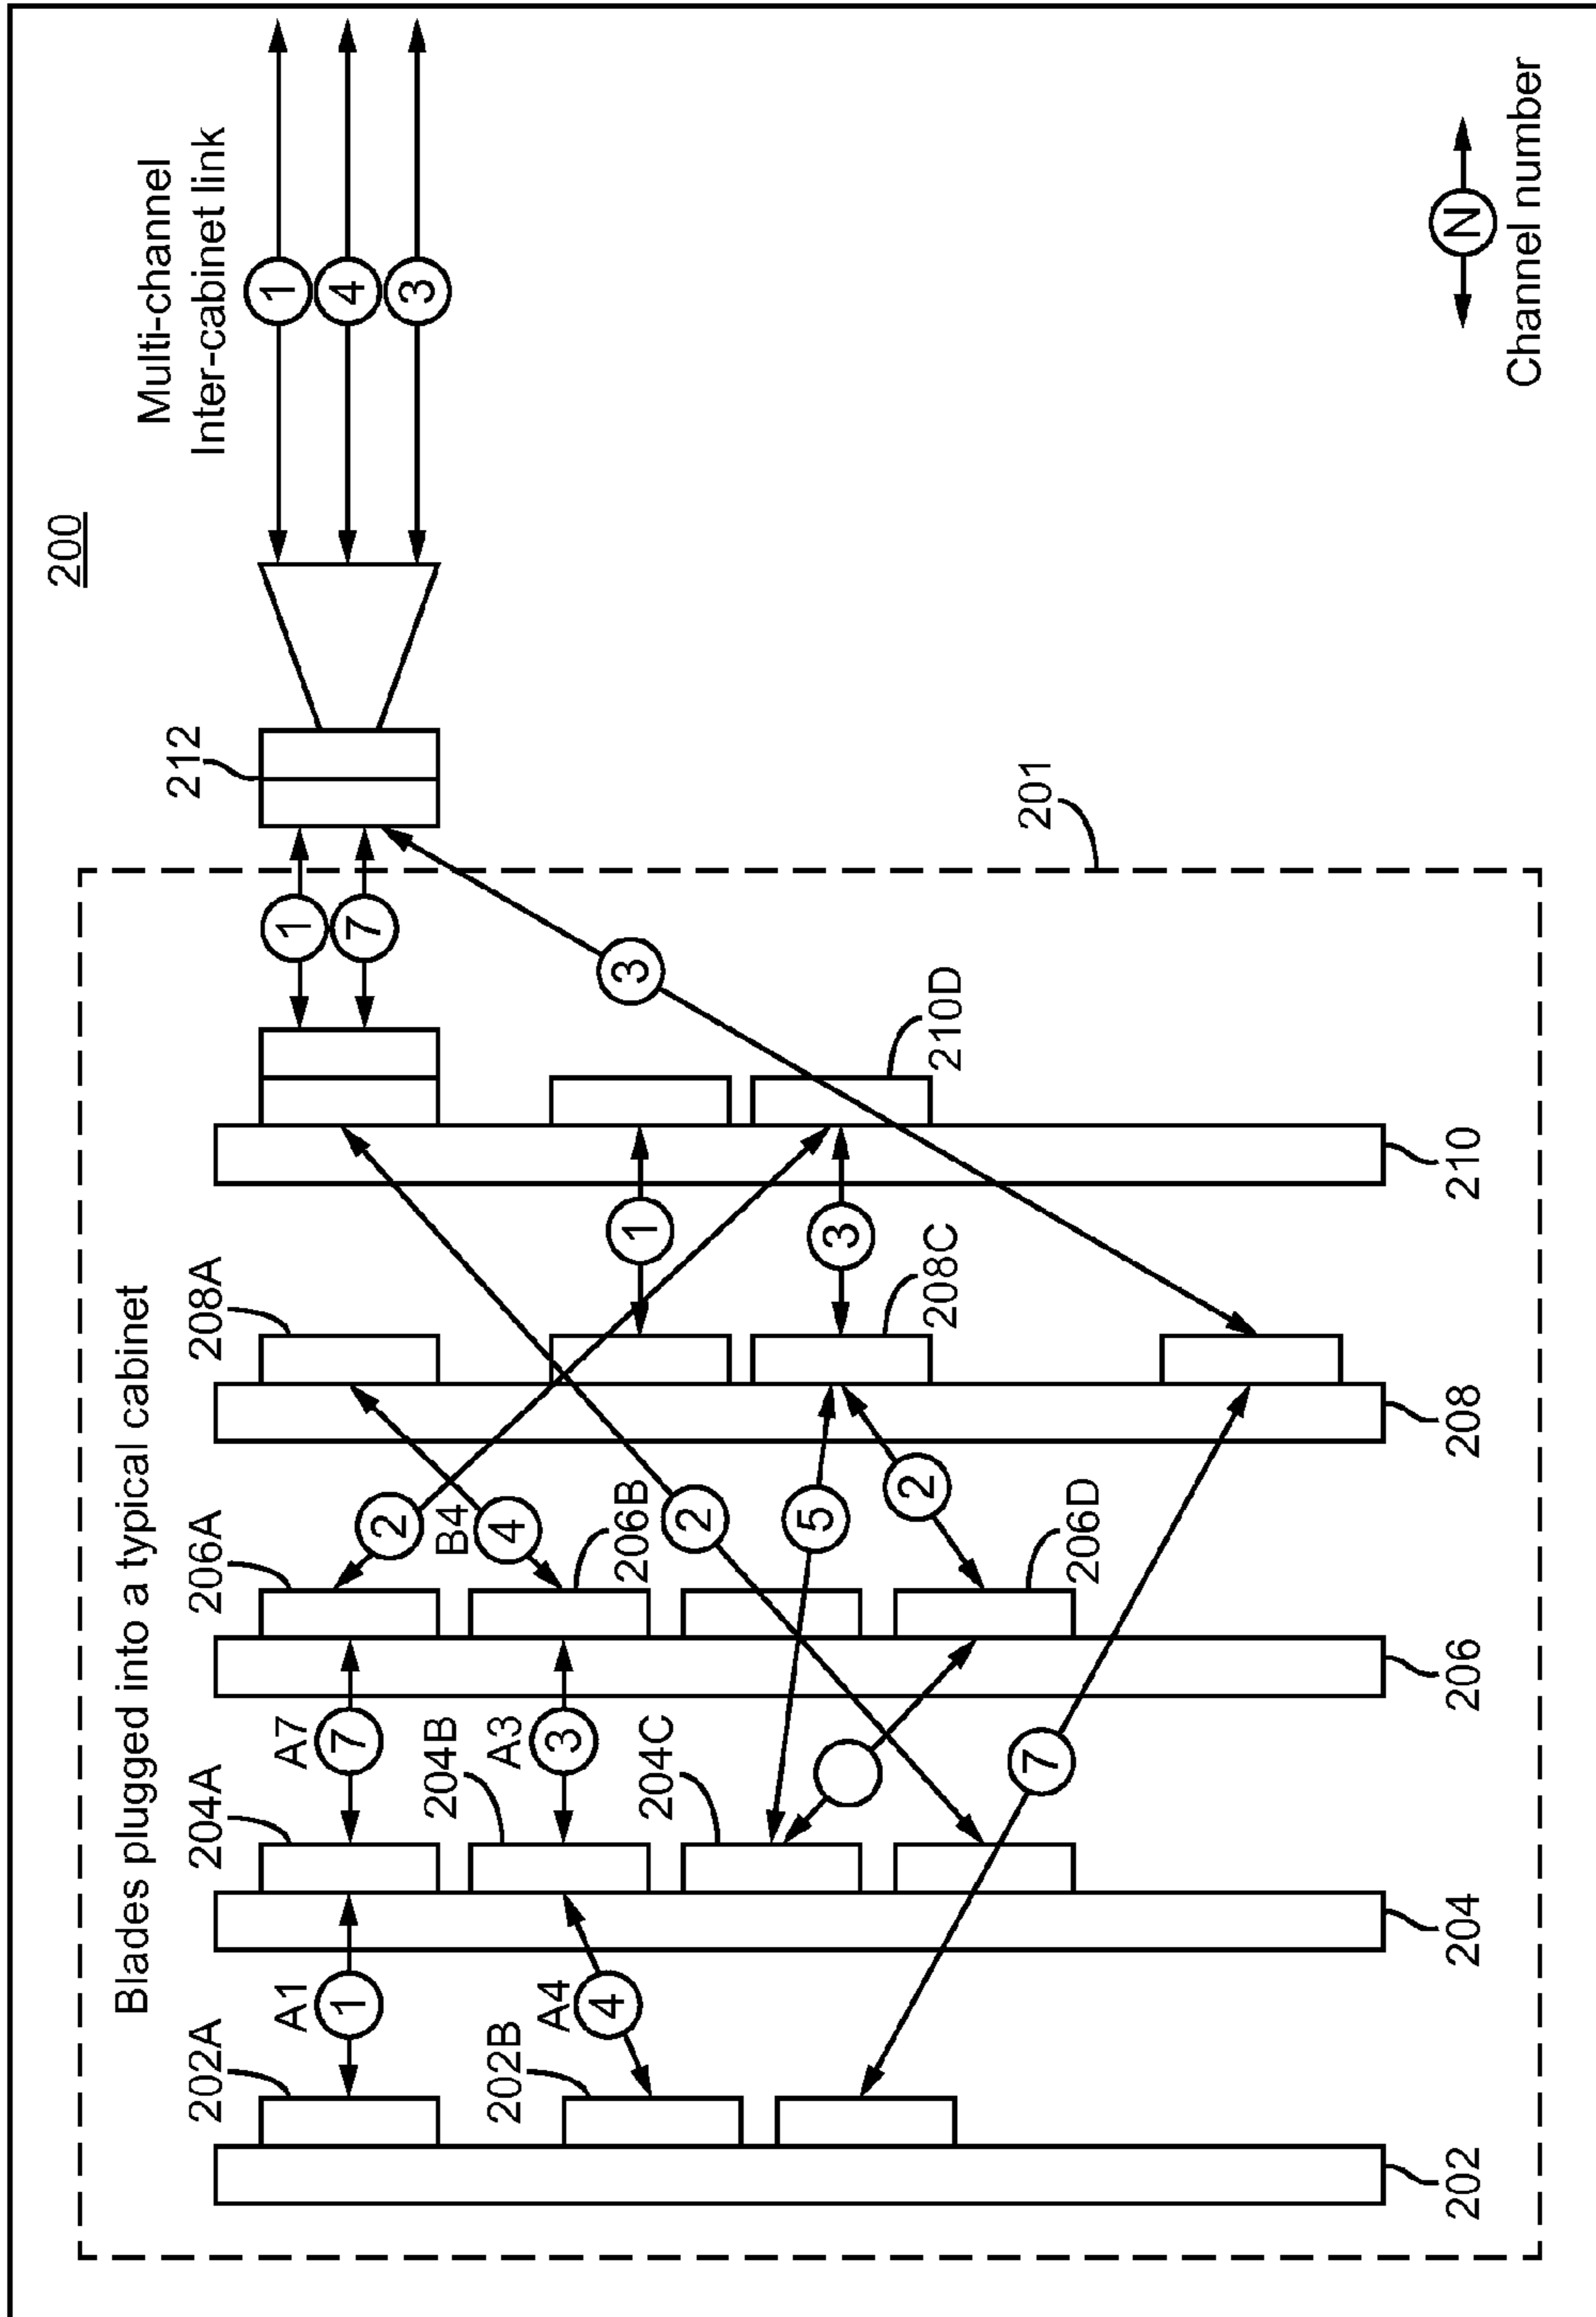 200
Multi-channel
Inter-cabinet link
1
4
3
212
Blades plugged into a typical cabinet
201
1
7
3
202A
A1
1
204A
A7
7
206A
2
208A
B4
4
202B
A4
4
204B
A3
3
206B
2
1
204C
5
3
208C
210D
2
206D
7
202
204
206
208
210
N
Channel number